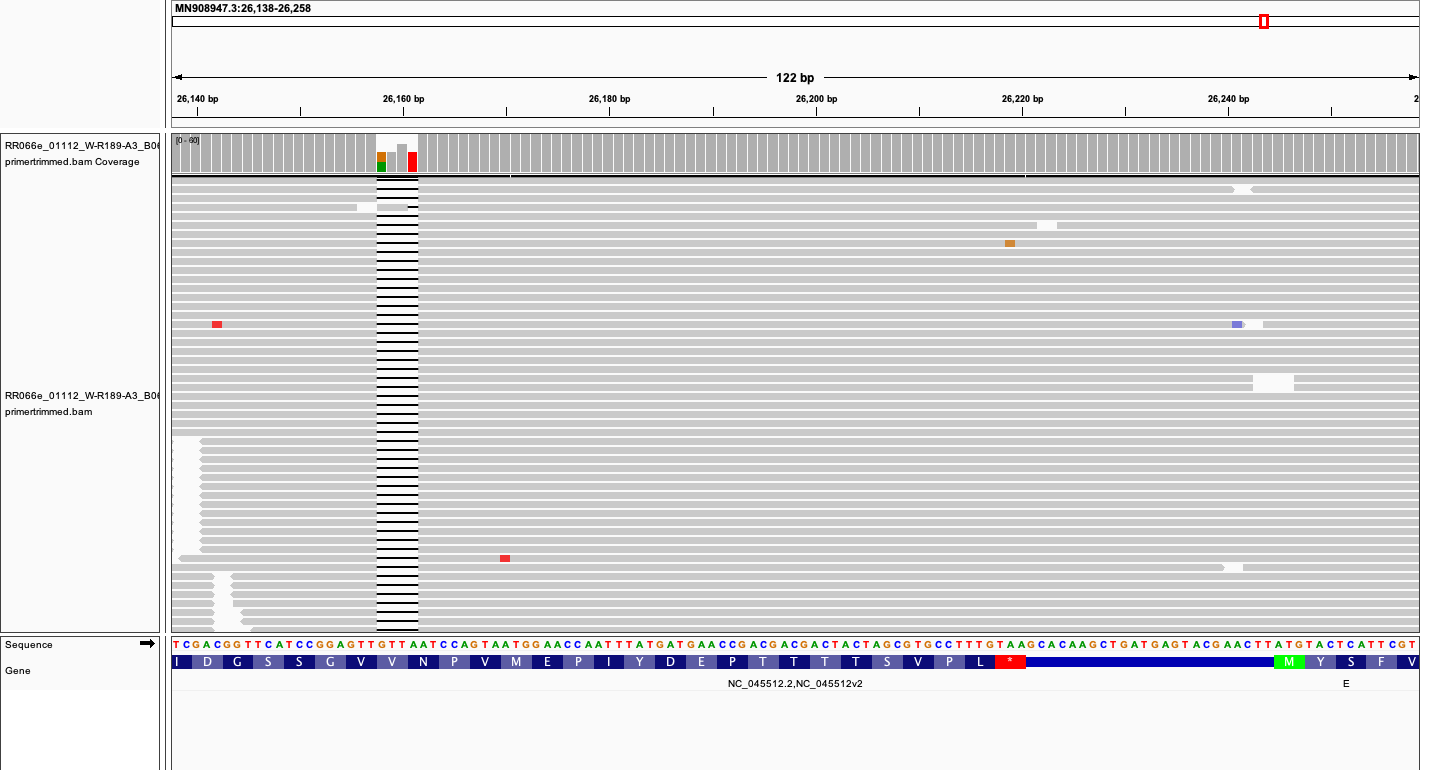 MN908947.3:26,138-26,258
122 bp
26,140 bp 26,160 bp 26,180 bp 26,200 bp 26,220 bp 26,240 bp 2
RR066e_01112_W-R189-A3_B0
primertrimmed.bam Coverage
[0 - 60]
RR066e_01112_W-R189-A3_B0
primertrimmed.bam
Sequence
TCGACGGTTCATCCGGAGTTGTTAATCCAGTAATGGAACCAATTTATGATGAACCGACGACGACTACTAGCGTGCCTTTGTAAGCACAAGCTGATGAGTACGAACTTATGTACTCATTCGT
Gene
I D G S S G V V N P V M E P I Y D E P T T T T S V P L * M Y S F V
NC_045512.2,NC_045512v2 E